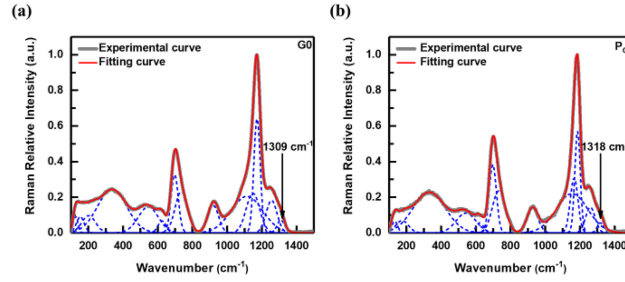 (a)
Experimental curve
Fitting curve
G0
1309 cm⁻¹
Raman Relative Intensity (a.u.)
1.0
0.8
0.6
0.4
0.2
0.0
200 400 600 800 1000 1200 1400
Wavenumber (cm⁻¹)
(b)
Experimental curve
Fitting curve
1318 cm
Raman Relative Intensity (a.u.)
1.0
0.8
0.6
0.4
0.2
0.0
200 400 600 800 1000 1200 1400
Wavenumber (cm⁻¹)